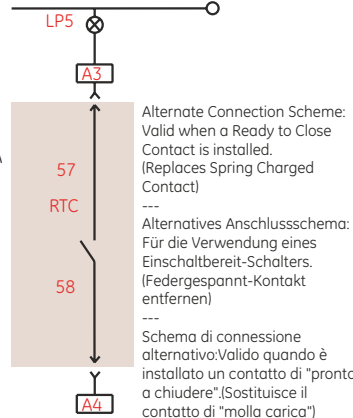 LP5
A3
57
RTC
58
A4
Alternate Connection Scheme:
Valid when a Ready to Close
Contact is installed.
(Replaces Spring Charged
Contact)
---
Alternatives Anschlussschema:
Für die Verwendung eines
Einschaltbereit-Schalters.
(Federgespannt-Kontakt
entfernen)
---
Schema di connessione
alternativo:Valido quando è
installato un contatto di "pronto
a chiudere".(Sostituisce il
contatto di "molla carica")